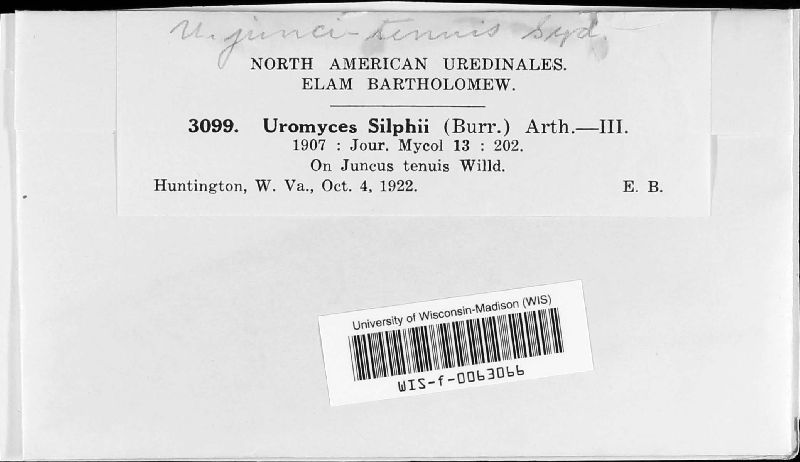 U. junci-tenuis Syd.
NORTH AMERICAN UREDINALES.
ELAM BARTHOLOMEW.
3099. Uromyces Silphii (Burr.) Arth.—III.
1907 : Jour. Mycol 13 : 202.
On Juncus tenuis Willd.
Huntington, W. Va., Oct. 4, 1922. E. B.
University of Wisconsin-Madison (WIS)
WIS-f-0063066